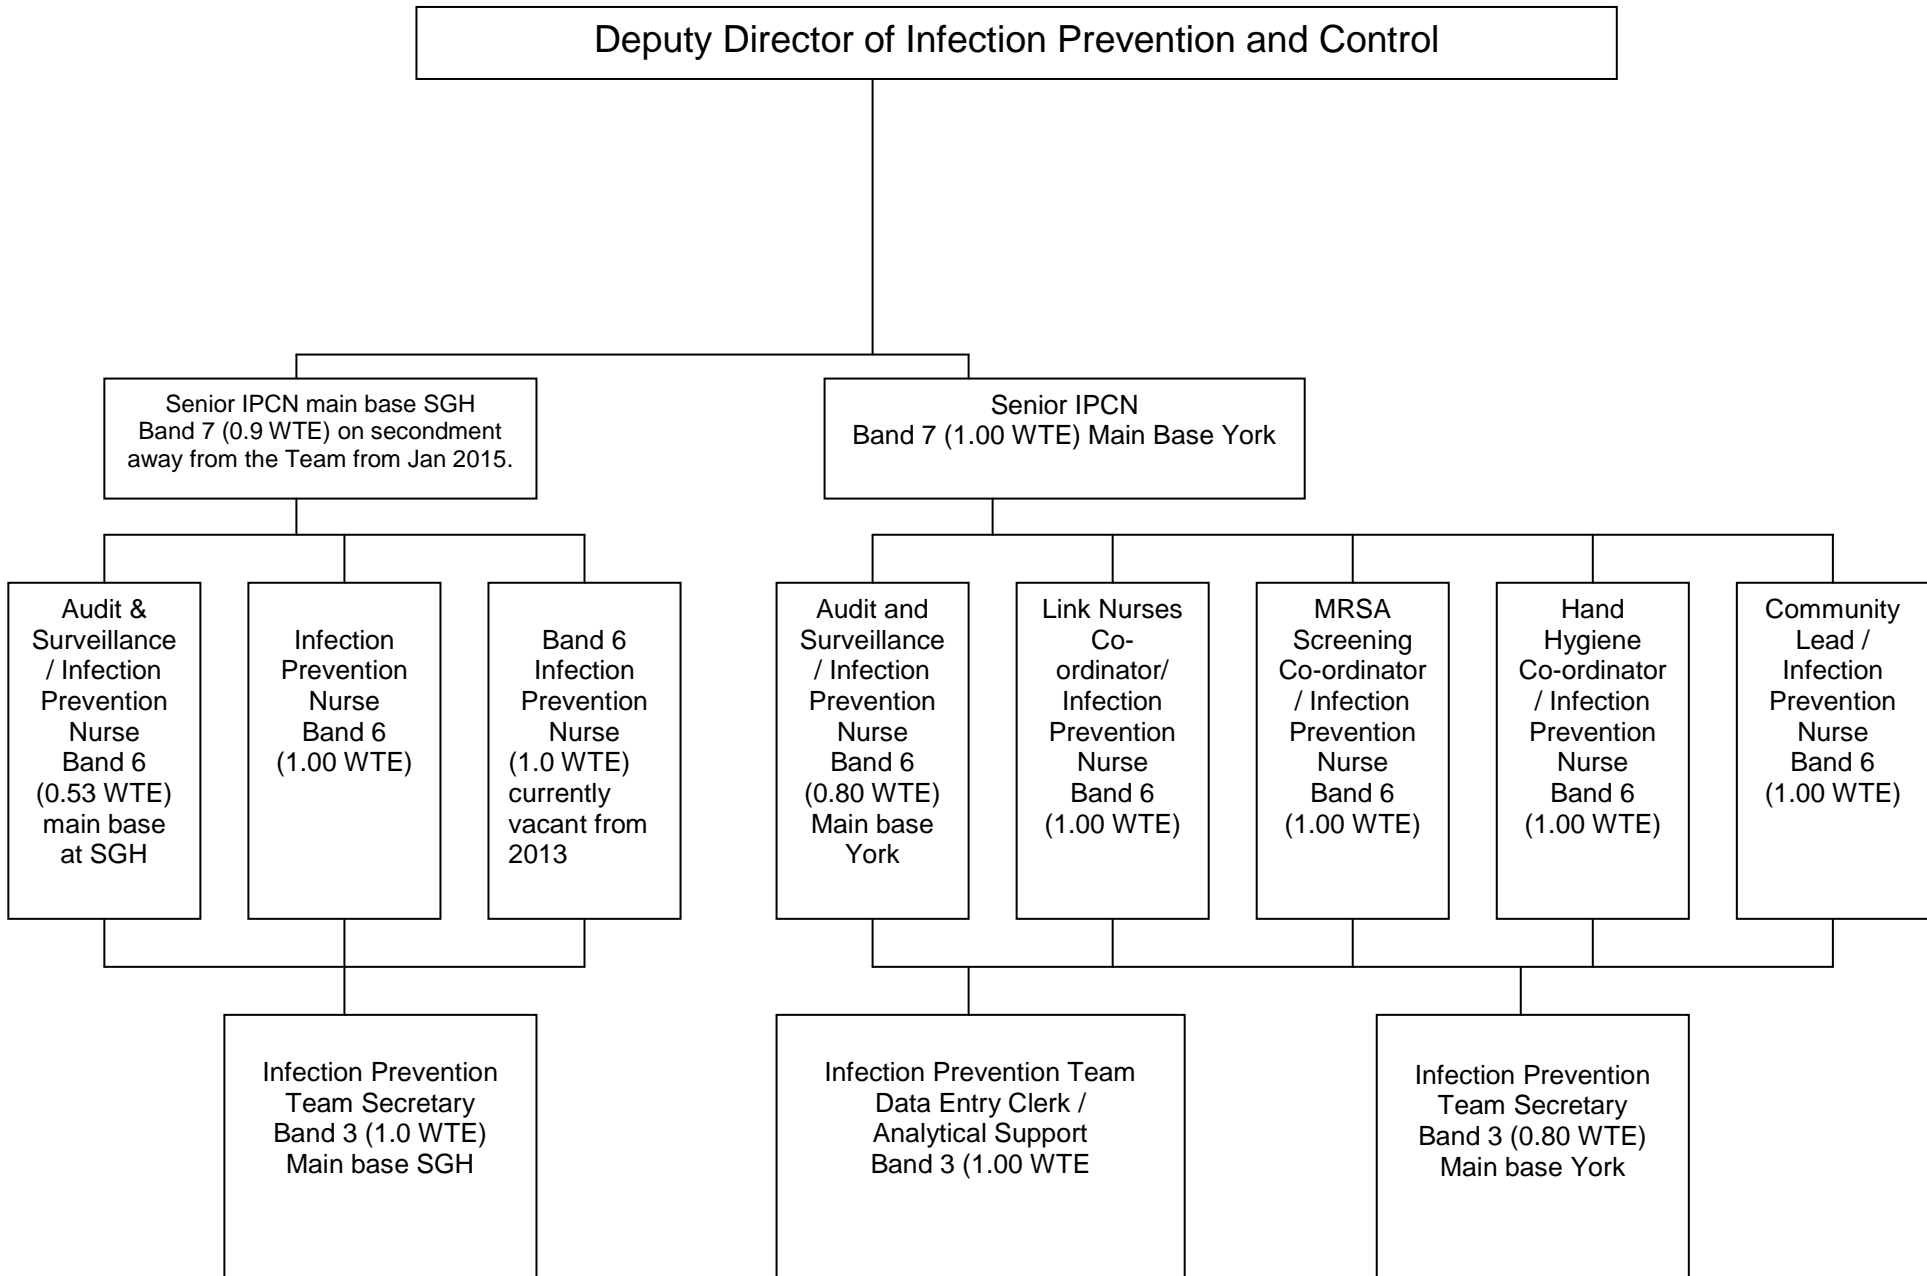 Deputy Director of Infection Prevention and Control
Senior IPCN main base SGH
Band 7 (0.9 WTE) on secondment
away from the Team from Jan 2015.
Senior IPCN
Band 7 (1.00 WTE) Main Base York
Audit &
Surveillance
/ Infection
Prevention
Nurse
Band 6
(0.53 WTE)
main base
at SGH
Infection
Prevention
Nurse
Band 6
(1.00 WTE)
Band 6
Infection
Prevention
Nurse
(1.0 WTE)
currently
vacant from
2013
Audit and
Surveillance
/ Infection
Prevention
Nurse
Band 6
(0.80 WTE)
Main base
York
Link Nurses
Co-
ordinator/
Infection
Prevention
Nurse
Band 6
(1.00 WTE)
MRSA
Screening
Co-ordinator
/ Infection
Prevention
Nurse
Band 6
(1.00 WTE)
Hand
Hygiene
Co-ordinator
/ Infection
Prevention
Nurse
Band 6
(1.00 WTE)
Community
Lead /
Infection
Prevention
Nurse
Band 6
(1.00 WTE)
Infection Prevention
Team Secretary
Band 3 (1.0 WTE)
Main base SGH
Infection Prevention Team
Data Entry Clerk /
Analytical Support
Band 3 (1.00 WTE
Infection Prevention
Team Secretary
Band 3 (0.80 WTE)
Main base York